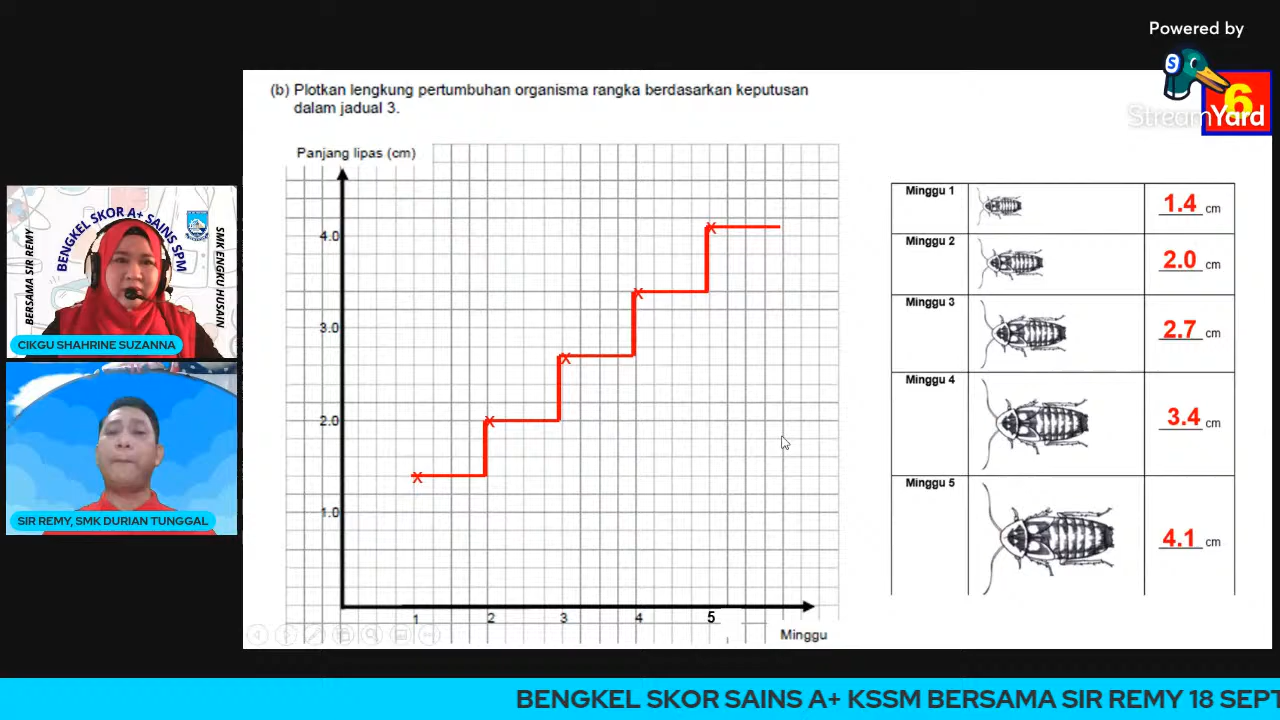 Powered by
StreamYard
6
(b) Plotkan lengkung pertumbuhan organisma rangka berdasarkan keputusan
dalam jadual 3.
Panjang lipas (cm)
4.0
3.0
2.0
1.0
1 2 3 4 5
Minggu
Minggu 1 1.4 cm
Minggu 2 2.0 cm
Minggu 3 2.7 cm
Minggu 4 3.4 cm
Minggu 5 4.1 cm
BENGKEL SKOR A+ SAINS SPM
BERSAMA SIR REMY
SMK ENGKU HUSAIN
CIKGU SHAHRINE SUZANNA
SIR REMY, SMK DURIAN TUNGGAL
BENGKEL SKOR SAINS A+ KSSM BERSAMA SIR REMY 18 SEPT